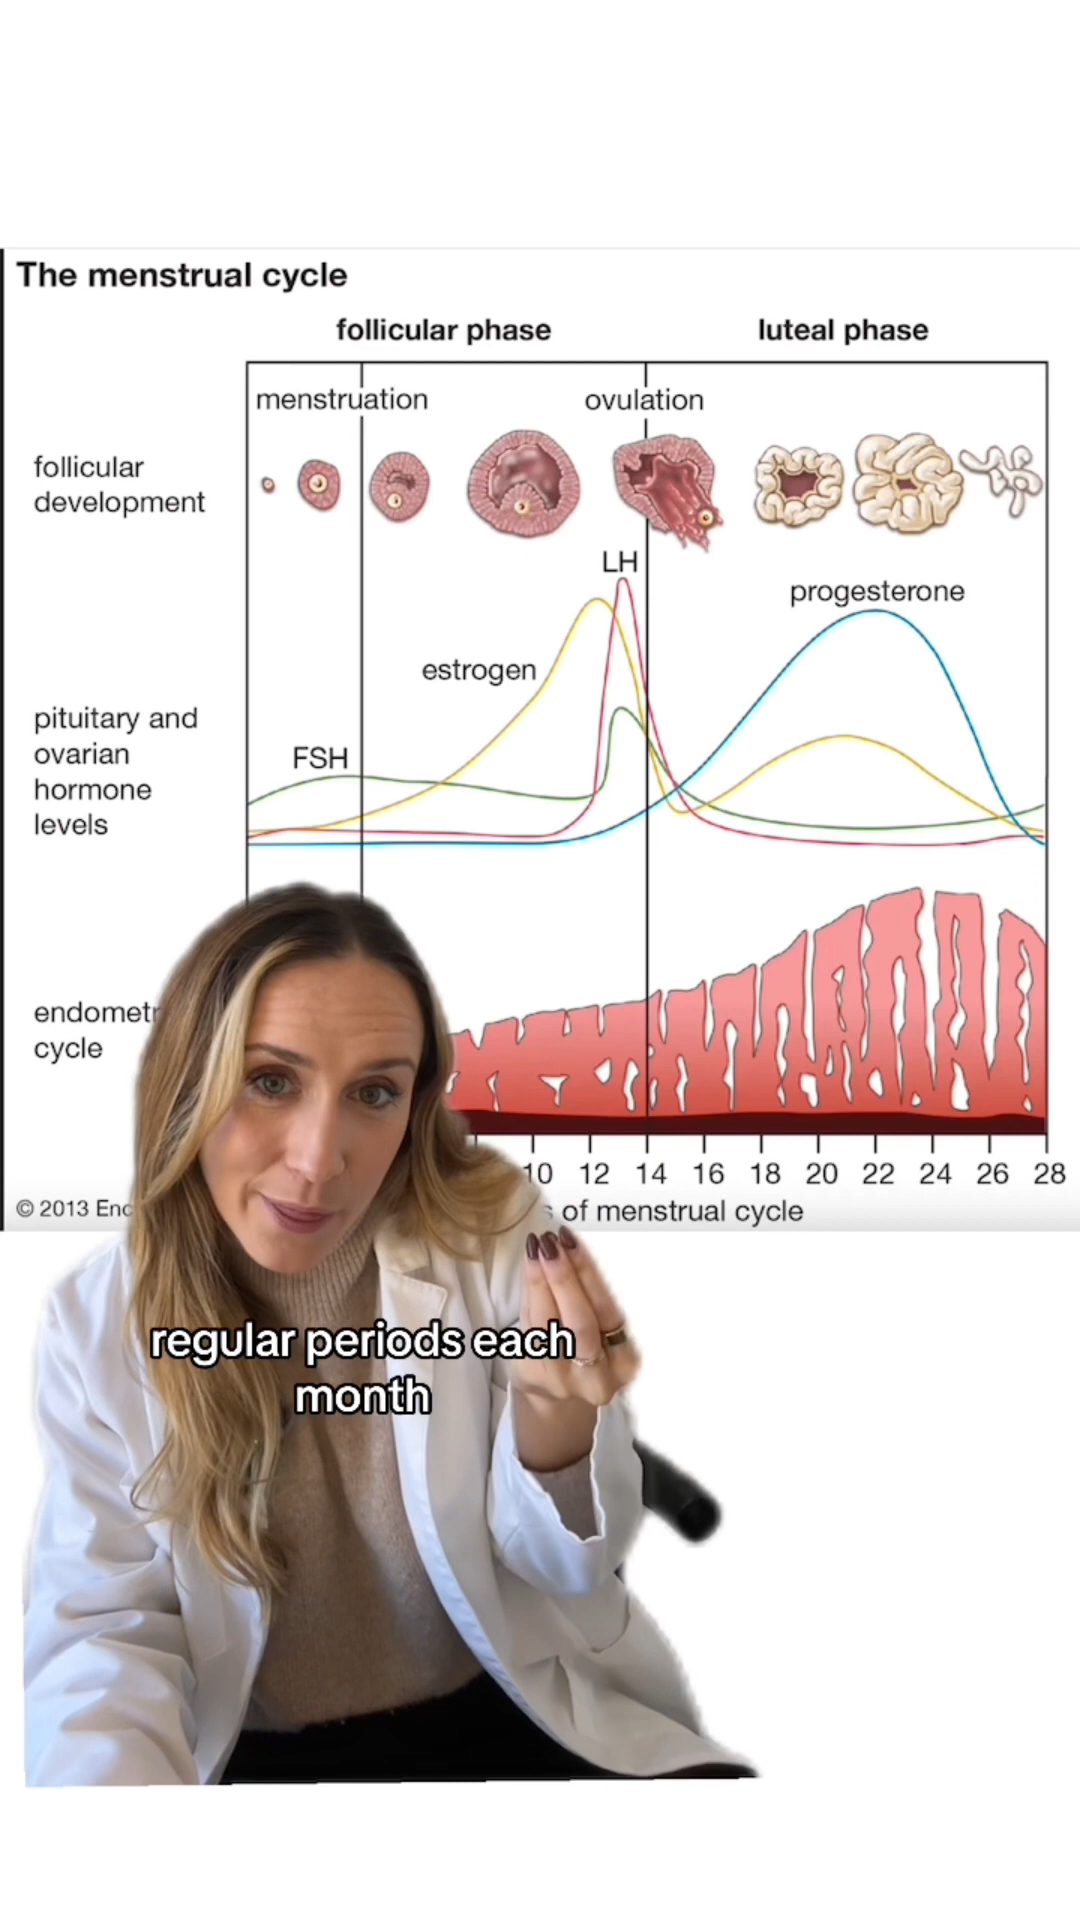 The menstrual cycle
follicular phase
luteal phase
menstruation
ovulation
follicular
development
LH
progesterone
estrogen
pituitary and
ovarian
hormone
levels
FSH
cycle
10 12 14 16 18 20 22 24 26 28
© 2013
of menstrual cycle
regular periods each
month